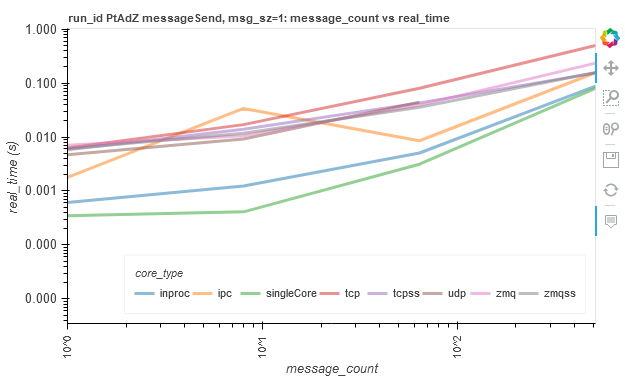 run_id PtAdZ messageSend, msg_sz=1: message_count vs real_time
1.000
0.100
0.010
0.001
0.000
0.000
real_time (s)
core_type
inproc ipc singleCore tcp tcpss udp zmq zmqss
10^0 10^1 10^2
message_count